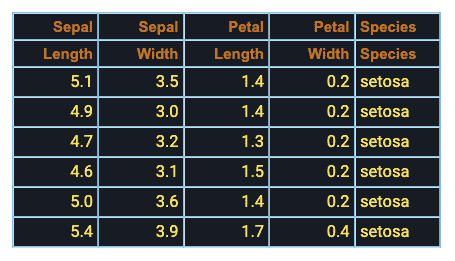 Sepal Sepal Petal Petal Species
Length Width Length Width Species
5.1 3.5 1.4 0.2 setosa
4.9 3.0 1.4 0.2 setosa
4.7 3.2 1.3 0.2 setosa
4.6 3.1 1.5 0.2 setosa
5.0 3.6 1.4 0.2 setosa
5.4 3.9 1.7 0.4 setosa